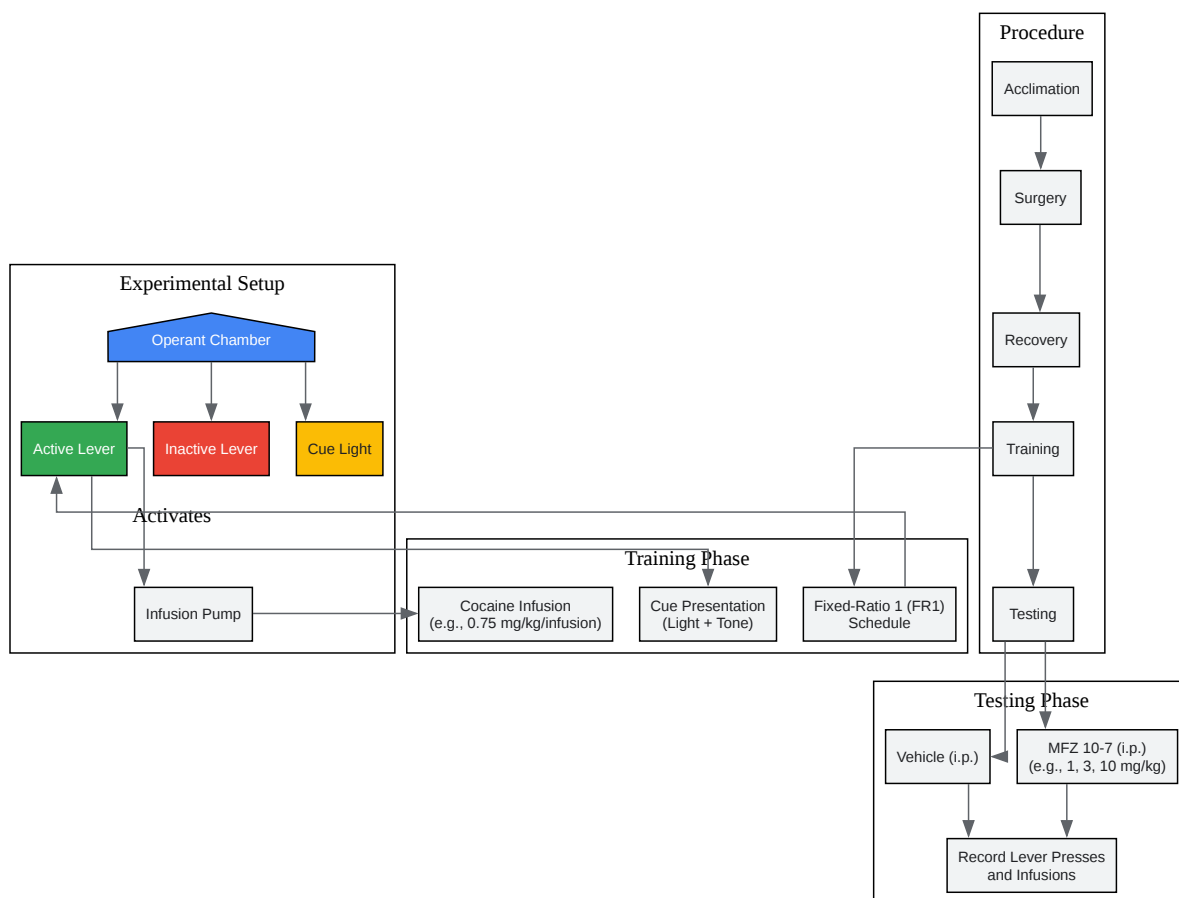 Procedure
Acclimation
Surgery
Recovery
Training
Testing
Experimental Setup
Operant Chamber
Active Lever
Inactive Lever
Cue Light
Activates
Infusion Pump
Training Phase
Cocaine Infusion
(e.g., 0.75 mg/kg/infusion)
Cue Presentation
(Light + Tone)
Fixed-Ratio 1 (FR1)
Schedule
Testing Phase
Vehicle (i.p.)
MFZ 10-7 (i.p.)
(e.g., 1, 3, 10 mg/kg)
Record Lever Presses
and Infusions